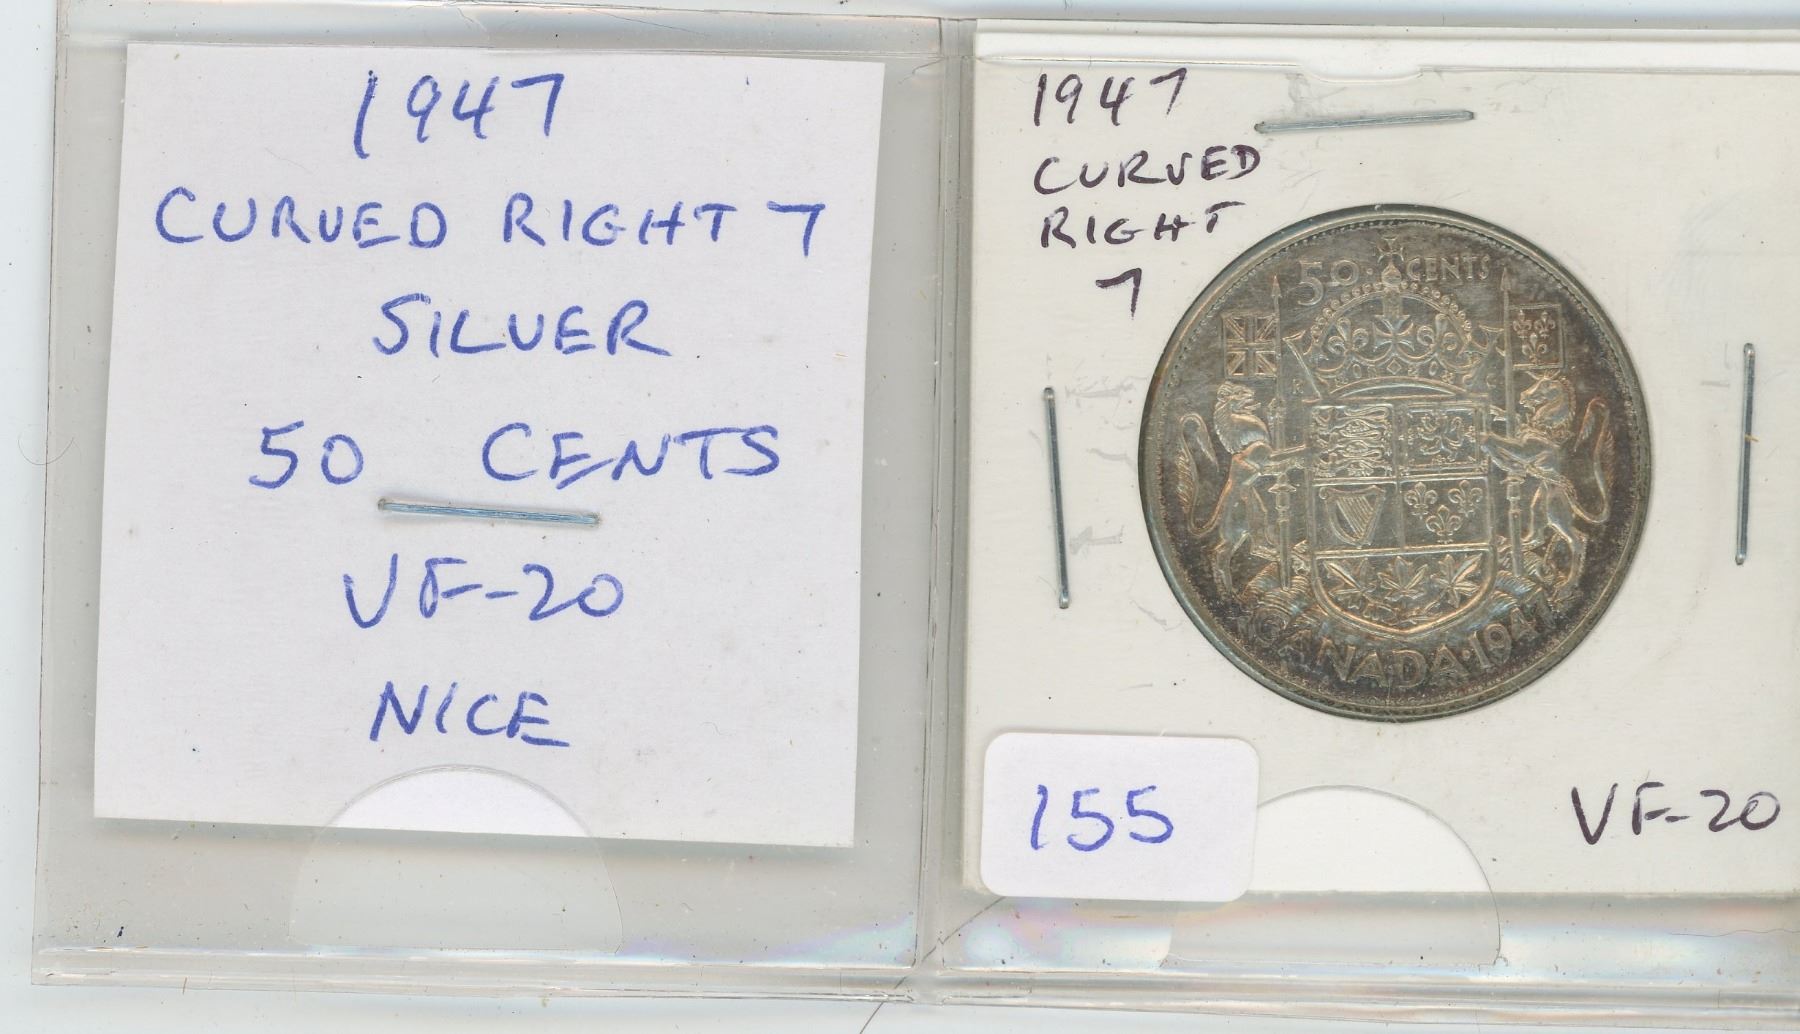 1947
CURVED RIGHT 7
SILVER
50 CENTS
VF-20
NICE
1947
CURVED
RIGHT
7
50 · CENTS
CANADA · 1947
155
VF-20